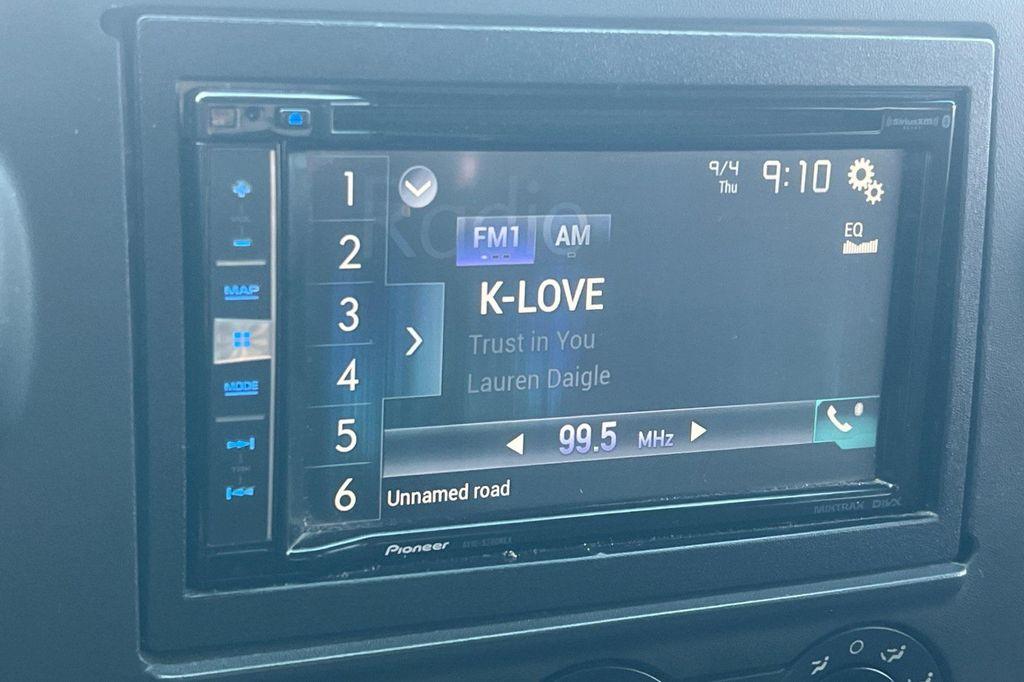 SiriusXM
Radio
9/4
Thu
9:10
EQ
FM1 AM
K-LOVE
Trust in You
Lauren Daigle
99.5 MHz
Unnamed road
1
2
3
4
5
6
MAP
MODE
Pioneer
MIXTRAX DivX